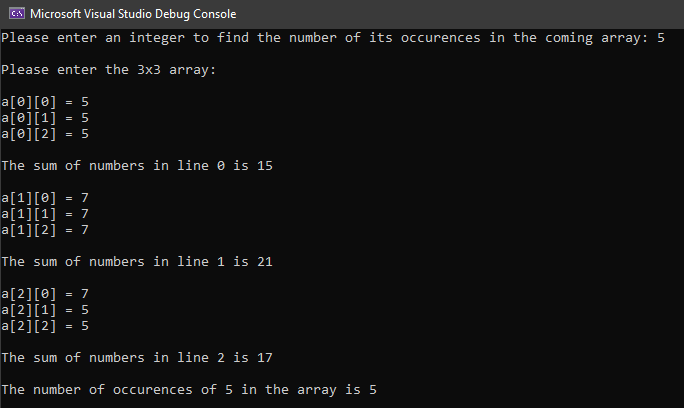 Microsoft Visual Studio Debug Console
Please enter an integer to find the number of its occurences in the coming array: 5
Please enter the 3x3 array:
a[0][0] = 5
a[0][1] = 5
a[0][2] = 5
The sum of numbers in line 0 is 15
a[1][0] = 7
a[1][1] = 7
a[1][2] = 7
The sum of numbers in line 1 is 21
a[2][0] = 7
a[2][1] = 5
a[2][2] = 5
The sum of numbers in line 2 is 17
The number of occurences of 5 in the array is 5